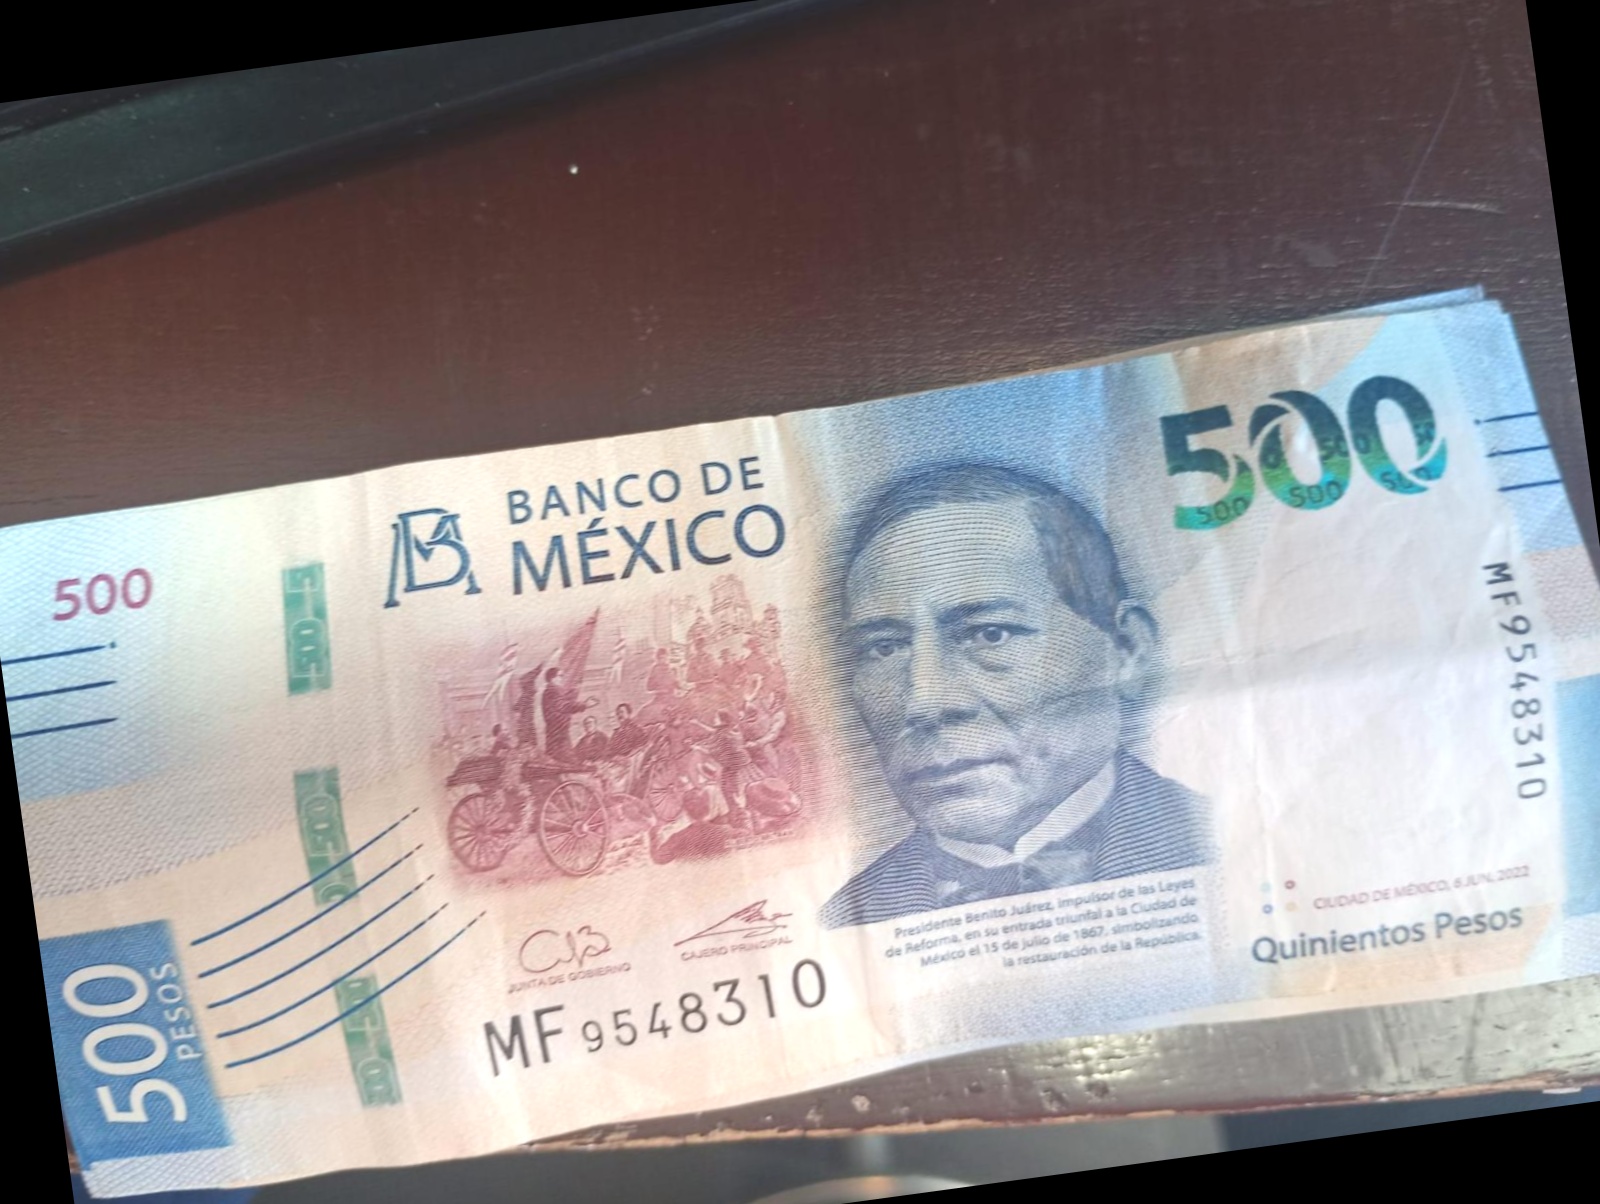 BANCO DE
MÉXICO
500
500
500 500 500
500
PESOS
JUNTA DE GOBIERNO
CAJERO PRINCIPAL
MF 9548310
Presidente Benito Juárez, impulsor de las Leyes
de Reforma, en su entrada triunfal a la Ciudad de
México el 15 de julio de 1867, simbolizando
la restauración de la República.
MF9548310
CIUDAD DE MÉXICO, 6 JUN. 2022
Quinientos Pesos